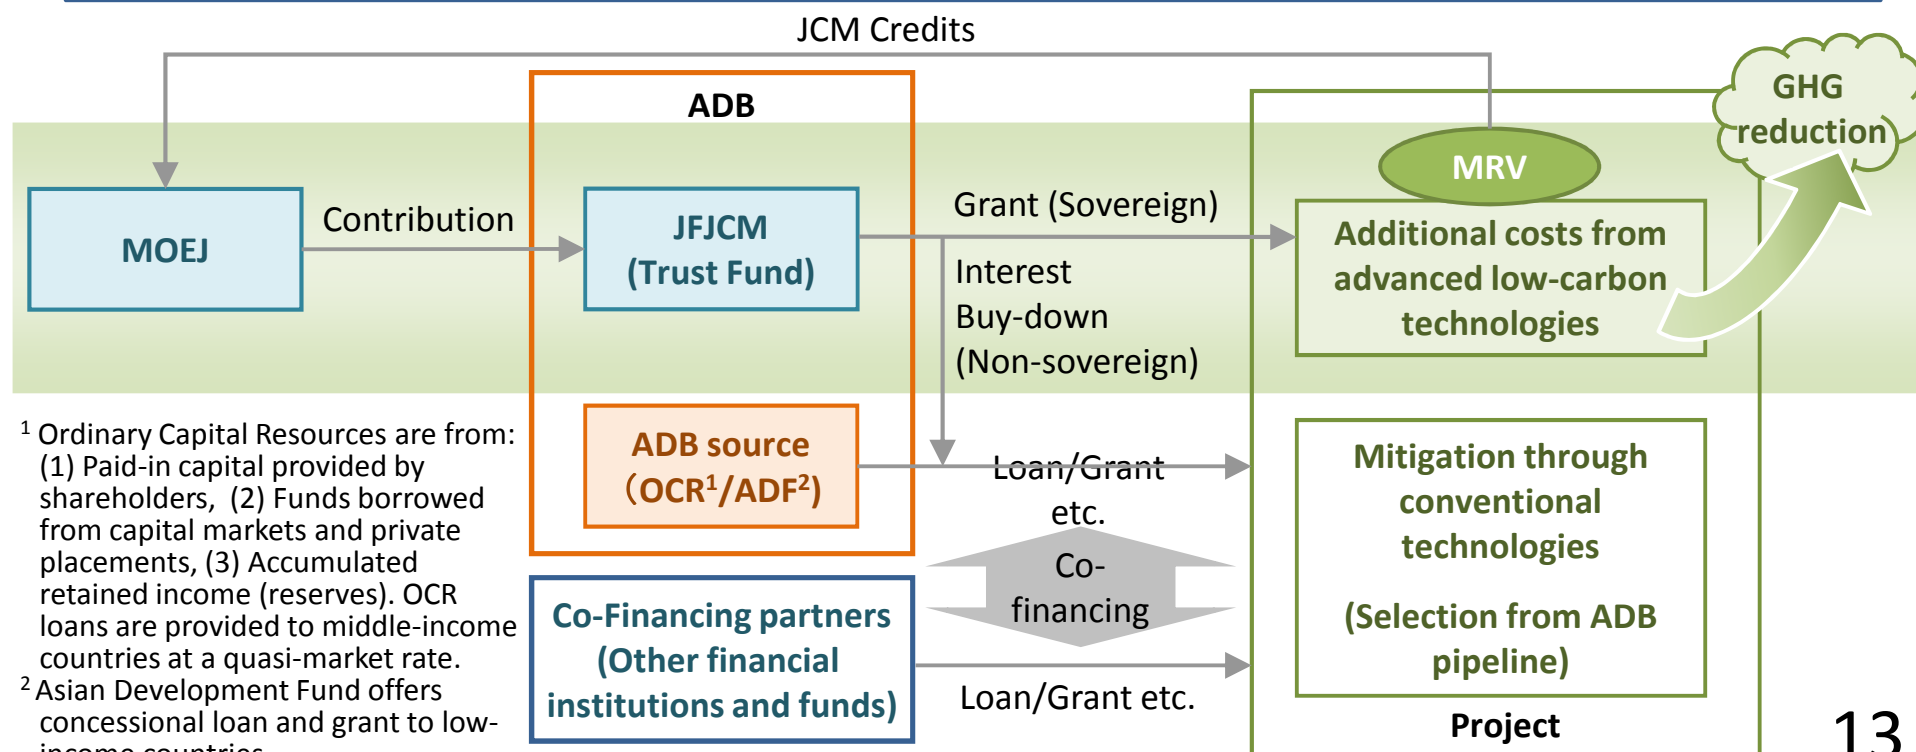 JCM Credits
ADB
GHG
reduction
MRV
MOEJ
Contribution
JFJCM
(Trust Fund)
Grant (Sovereign)
Interest
Buy-down
(Non-sovereign)
Additional costs from
advanced low-carbon
technologies
ADB source
（OCR¹/ADF²)
Loan/Grant
etc.
Co-
financing
Mitigation through
conventional
technologies
(Selection from ADB
pipeline)
Co-Financing partners
(Other financial
institutions and funds)
Loan/Grant etc.
Project
¹ Ordinary Capital Resources are from:
(1) Paid-in capital provided by
shareholders, (2) Funds borrowed
from capital markets and private
placements, (3) Accumulated
retained income (reserves). OCR
loans are provided to middle-income
countries at a quasi-market rate.
² Asian Development Fund offers
concessional loan and grant to low-
income countries
13